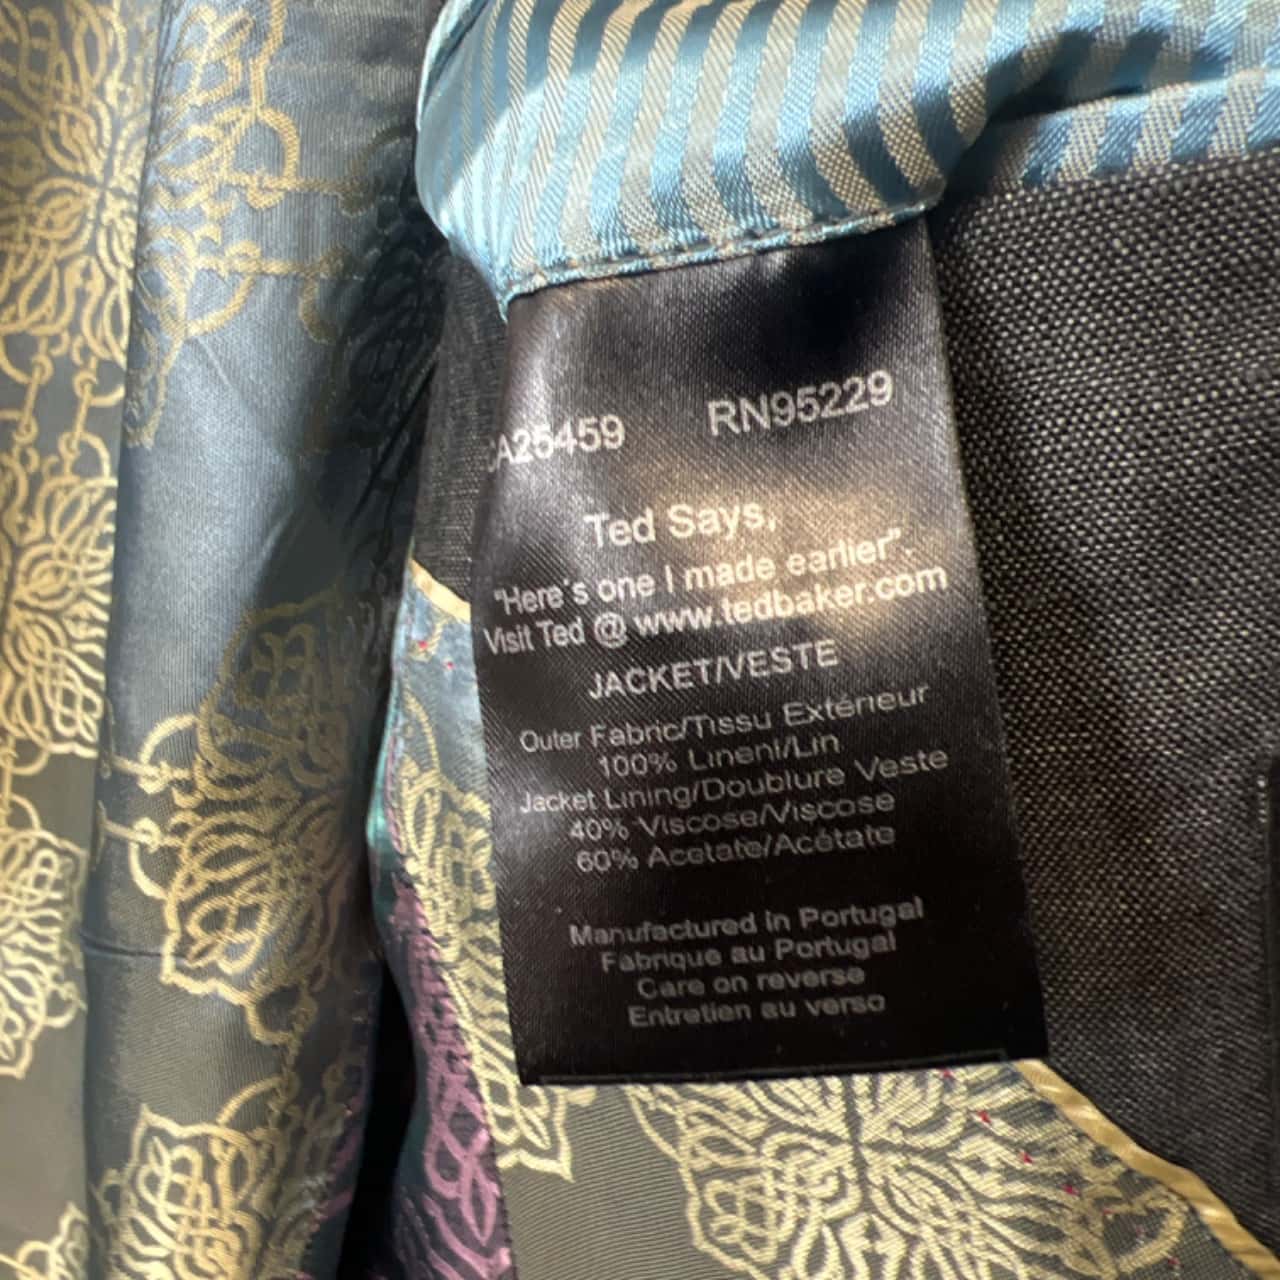 CA25459 RN95229
Ted Says,
"Here's one I made earlier".
Visit Ted @ www.tedbaker.com
JACKET/VESTE
Outer Fabric/Tissu Extérieur
100% Lineni/Lin
Jacket Lining/Doublure Veste
40% Viscose/Viscose
60% Acetate/Acétate
Manufactured in Portugal
Fabrique au Portugal
Care on reverse
Entretien au verso